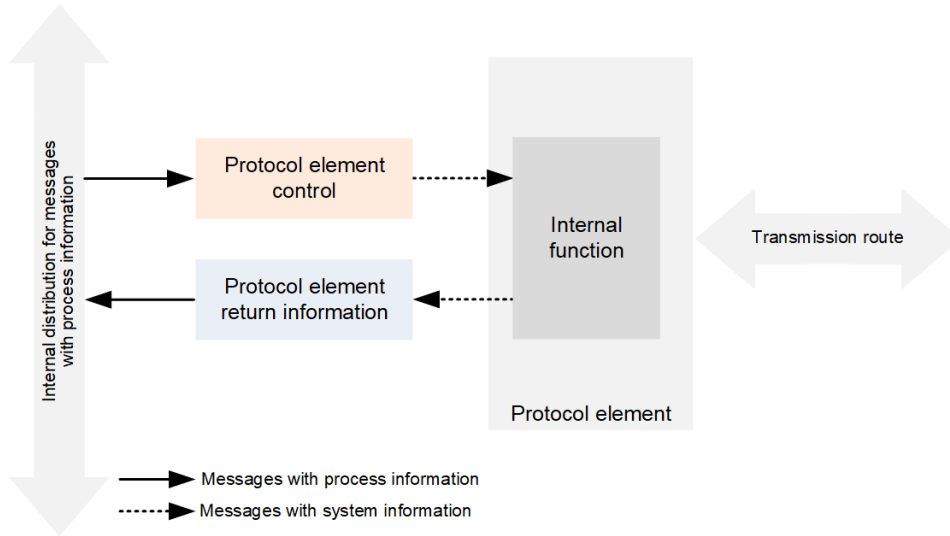 Internal distribution for messages
with process information
Protocol element
control
Protocol element
return information
Internal
function
Protocol element
Transmission route
Messages with process information
Messages with system information